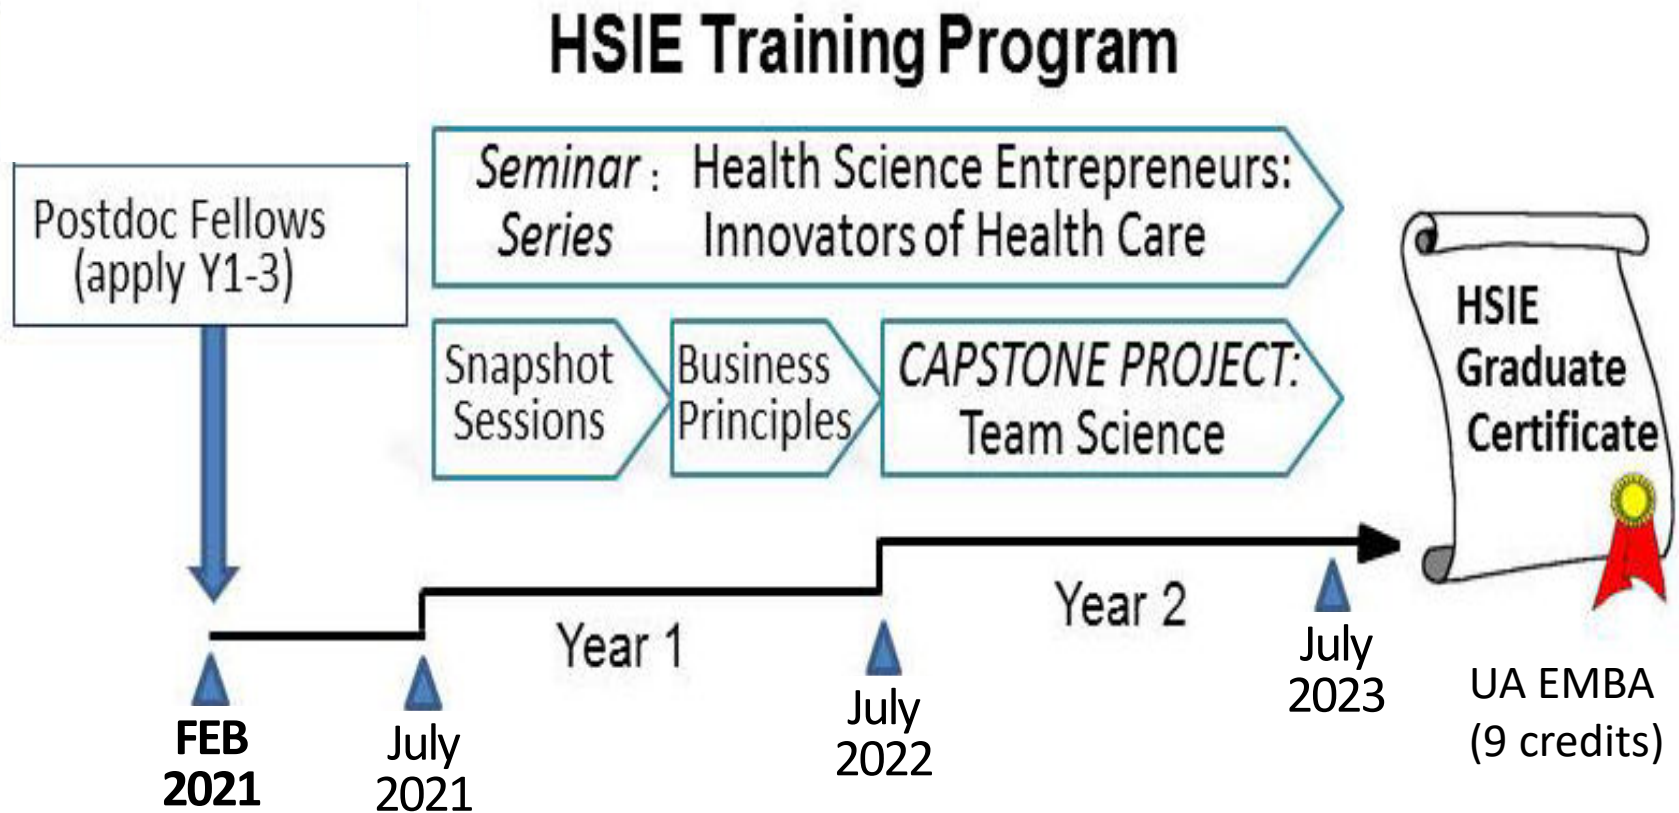 HSIE Training Program
Postdoc Fellows
(apply Y1-3)
Seminar : Health Science Entrepreneurs:
Series Innovators of Health Care
Snapshot
Sessions
Business
Principles
CAPSTONE PROJECT:
Team Science
HSIE
Graduate
Certificate
Year 1
Year 2
FEB
2021
July
2021
July
2022
July
2023
UA EMBA
(9 credits)